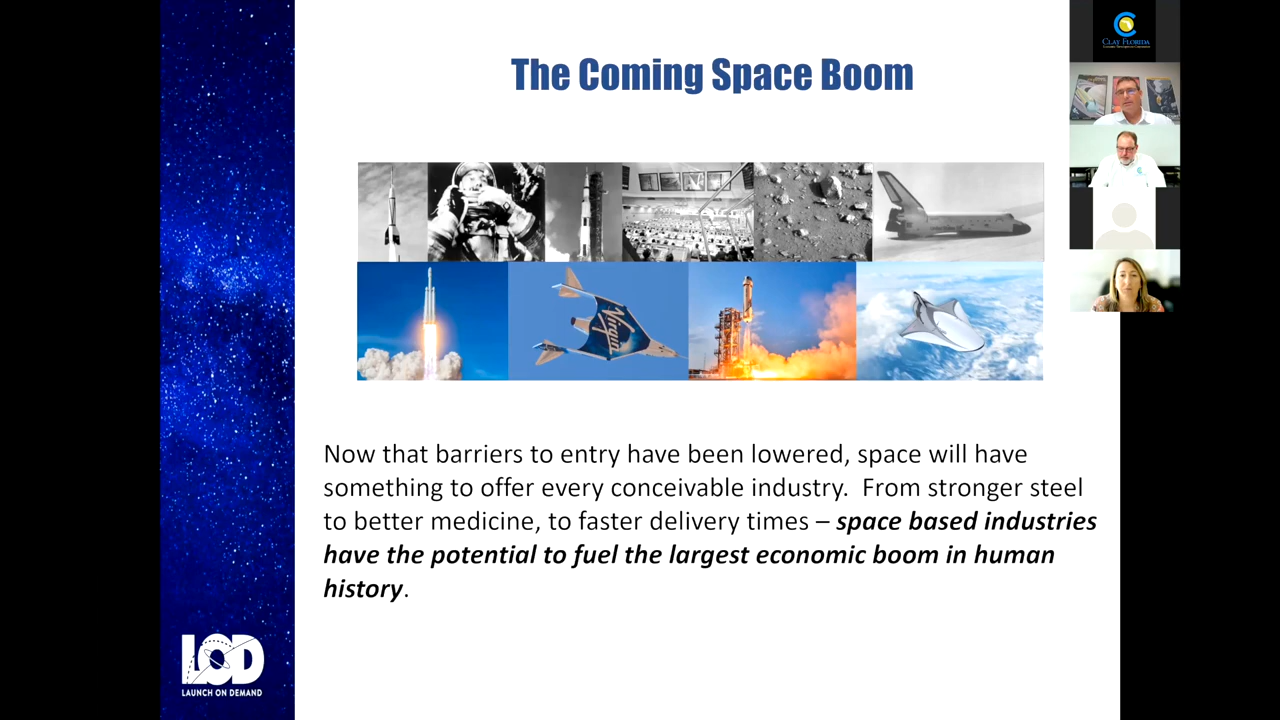 The Coming Space Boom
CLAY FLORIDA
Virgin
Now that barriers to entry have been lowered, space will have
something to offer every conceivable industry.  From stronger steel
to better medicine, to faster delivery times – space based industries
have the potential to fuel the largest economic boom in human
history.
LOD
LAUNCH ON DEMAND